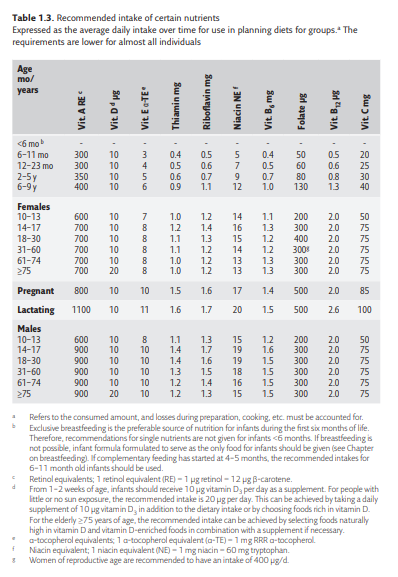 Table 1.3. Recommended intake of certain nutrients
Expressed as the average daily intake over time for use in planning diets for groups.ᵃ The
requirements are lower for almost all individuals
Age mo/ years Vit. A RE ᶜ Vit. D ᵈ µg Vit. E α-TEᵉ Thiamin mg Riboflavin mg Niacin NE ᶠ Vit. B₆ mg Folate µg Vit. B₁₂ µg Vit. C mg
<6 mo ᵇ - - - - - - - - - -
6–11 mo 300 10 3 0.4 0.5 5 0.4 50 0.5 20
12–23 mo 300 10 4 0.5 0.6 7 0.5 60 0.6 25
2–5 y 350 10 5 0.6 0.7 9 0.7 80 0.8 30
6–9 y 400 10 6 0.9 1.1 12 1.0 130 1.3 40
Females
10–13 600 10 7 1.0 1.2 14 1.1 200 2.0 50
14–17 700 10 8 1.2 1.4 16 1.3 300 2.0 75
18–30 700 10 8 1.1 1.3 15 1.2 400 2.0 75
31–60 700 10 8 1.1 1.2 14 1.2 300ᵍ 2.0 75
61–74 700 10 8 1.0 1.2 13 1.3 300 2.0 75
≥75 700 20 8 1.0 1.2 13 1.3 300 2.0 75
Pregnant 800 10 10 1.5 1.6 17 1.4 500 2.0 85
Lactating 1100 10 11 1.6 1.7 20 1.5 500 2.6 100
Males
10–13 600 10 8 1.1 1.3 15 1.2 200 2.0 50
14–17 900 10 10 1.4 1.7 19 1.6 300 2.0 75
18–30 900 10 10 1.4 1.6 19 1.5 300 2.0 75
31–60 900 10 10 1.3 1.5 18 1.5 300 2.0 75
61–74 900 10 10 1.2 1.4 16 1.5 300 2.0 75
≥75 900 20 10 1.2 1.3 15 1.5 300 2.0 75
a Refers to the consumed amount, and losses during preparation, cooking, etc. must be accounted for.
b Exclusive breastfeeding is the preferable source of nutrition for infants during the first six months of life.
Therefore, recommendations for single nutrients are not given for infants <6 months. If breastfeeding is
not possible, infant formula formulated to serve as the only food for infants should be given (see Chapter
on breastfeeding). If complementary feeding has started at 4–5 months, the recommended intakes for
6–11 month old infants should be used.
c Retinol equivalents; 1 retinol equivalent (RE) = 1 µg retinol = 12 µg β-carotene.
d From 1–2 weeks of age, infants should receive 10 µg vitamin D₃ per day as a supplement. For people with
little or no sun exposure, the recommended intake is 20 µg per day. This can be achieved by taking a daily
supplement of 10 µg vitamin D₃ in addition to the dietary intake or by choosing foods rich in vitamin D.
For the elderly ≥75 years of age, the recommended intake can be achieved by selecting foods naturally
high in vitamin D and vitamin D-enriched foods in combination with a supplement if necessary.
e α-tocopherol equivalents; 1 α-tocopherol equivalent (α-TE) = 1 mg RRR α-tocopherol.
f Niacin equivalent; 1 niacin equivalent (NE) = 1 mg niacin = 60 mg tryptophan.
g Women of reproductive age are recommended to have an intake of 400 µg/d.